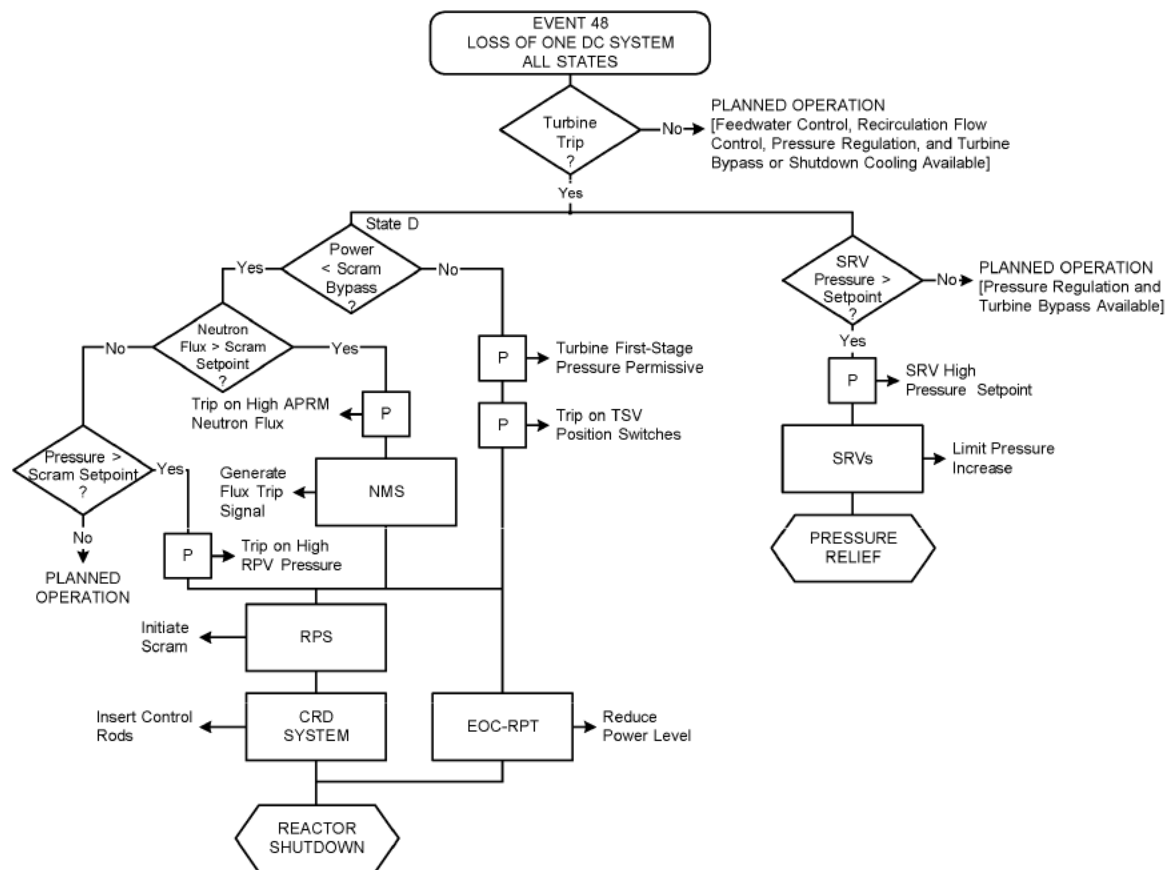 EVENT 48
LOSS OF ONE DC SYSTEM
ALL STATES
Turbine
Trip
?
No
PLANNED OPERATION
[Feedwater Control, Recirculation Flow
Control, Pressure Regulation, and Turbine
Bypass or Shutdown Cooling Available]
Yes
State D
Power
< Scram
Bypass
?
Yes
No
SRV
Pressure >
Setpoint
?
No
PLANNED OPERATION
[Pressure Regulation and
Turbine Bypass Available]
Yes
Neutron
Flux > Scram
Setpoint
?
No
Yes
P
Turbine First-Stage
Pressure Permissive
P
SRV High
Pressure Setpoint
Trip on High APRM
Neutron Flux
P
P
Trip on TSV
Position Switches
Pressure >
Scram Setpoint
?
Yes
No
PLANNED
OPERATION
Generate
Flux Trip
Signal
NMS
SRVs
Limit Pressure
Increase
P
Trip on High
RPV Pressure
PRESSURE
RELIEF
Initiate
Scram
RPS
Insert Control
Rods
CRD
SYSTEM
EOC-RPT
Reduce
Power Level
REACTOR
SHUTDOWN